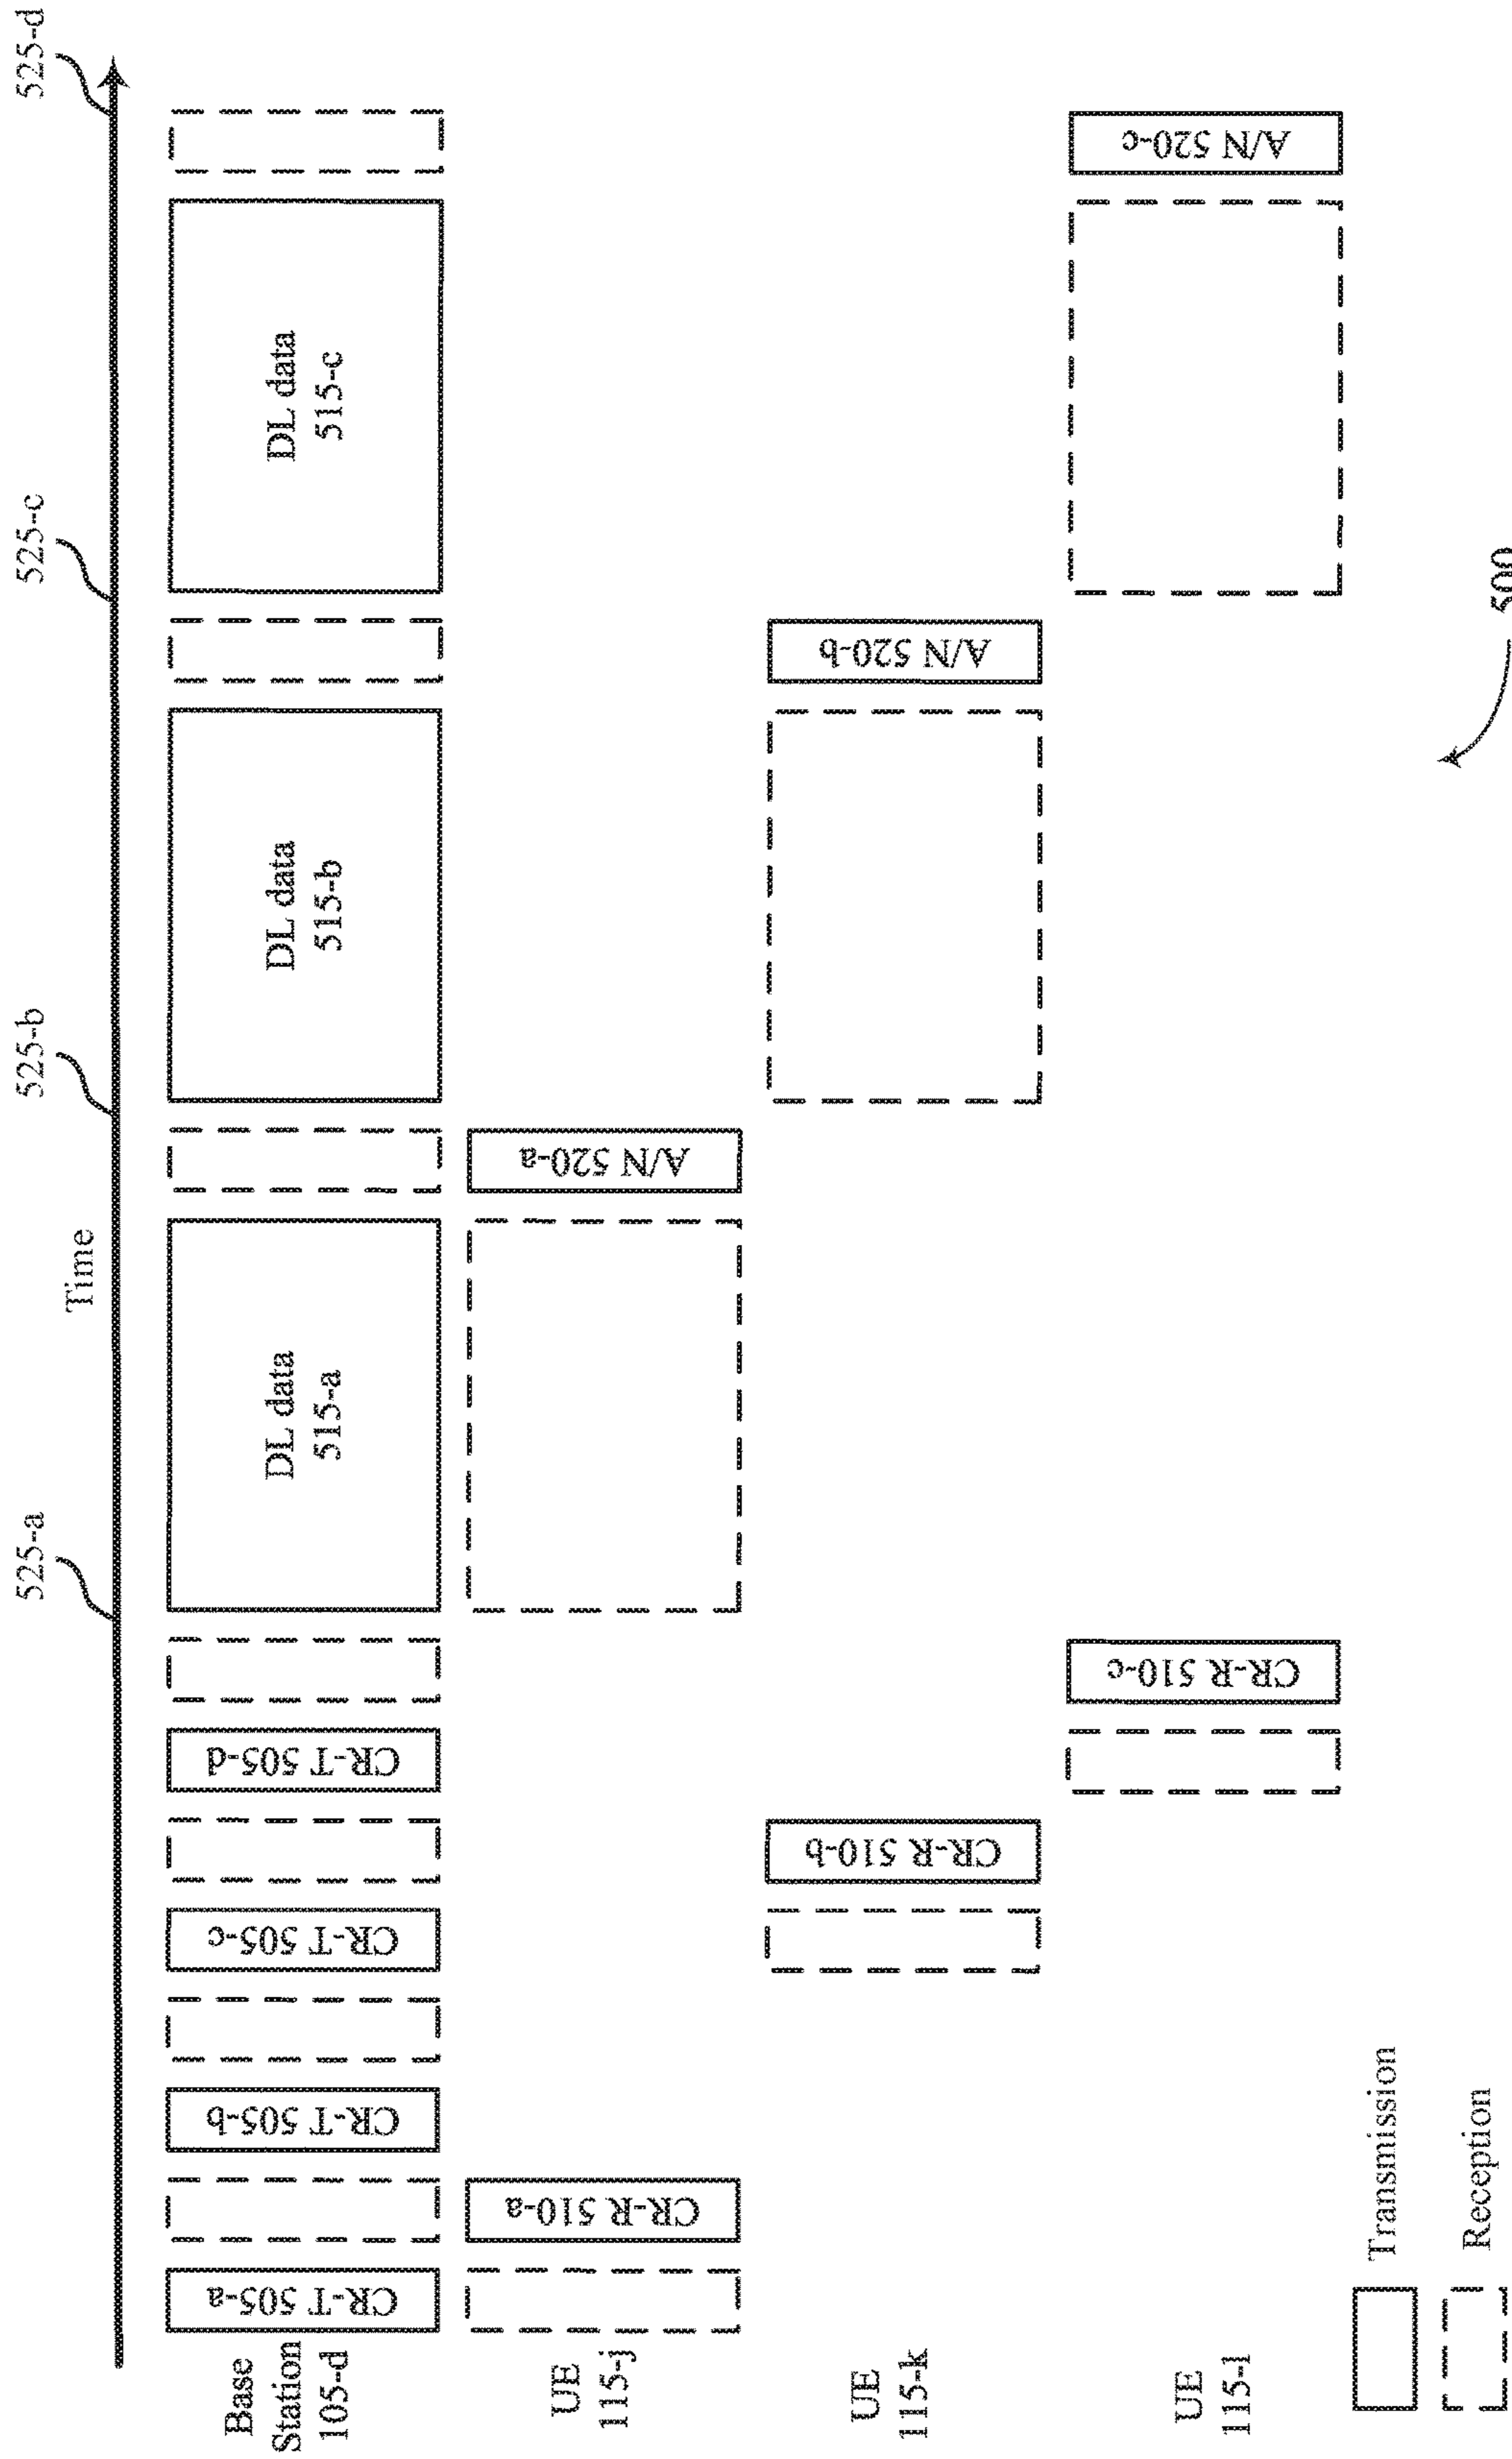 525-a
525-b
525-c
525-d
Time
Base
Station
105-d
CR-T 505-a
CR-T 505-b
CR-T 505-c
CR-T 505-d
DL data
515-a
DL data
515-b
DL data
515-c
UE
115-j
CR-R 510-a
A/N 520-a
UE
115-k
CR-R 510-b
A/N 520-b
UE
115-l
CR-R 510-c
A/N 520-c
Transmission
Reception
500